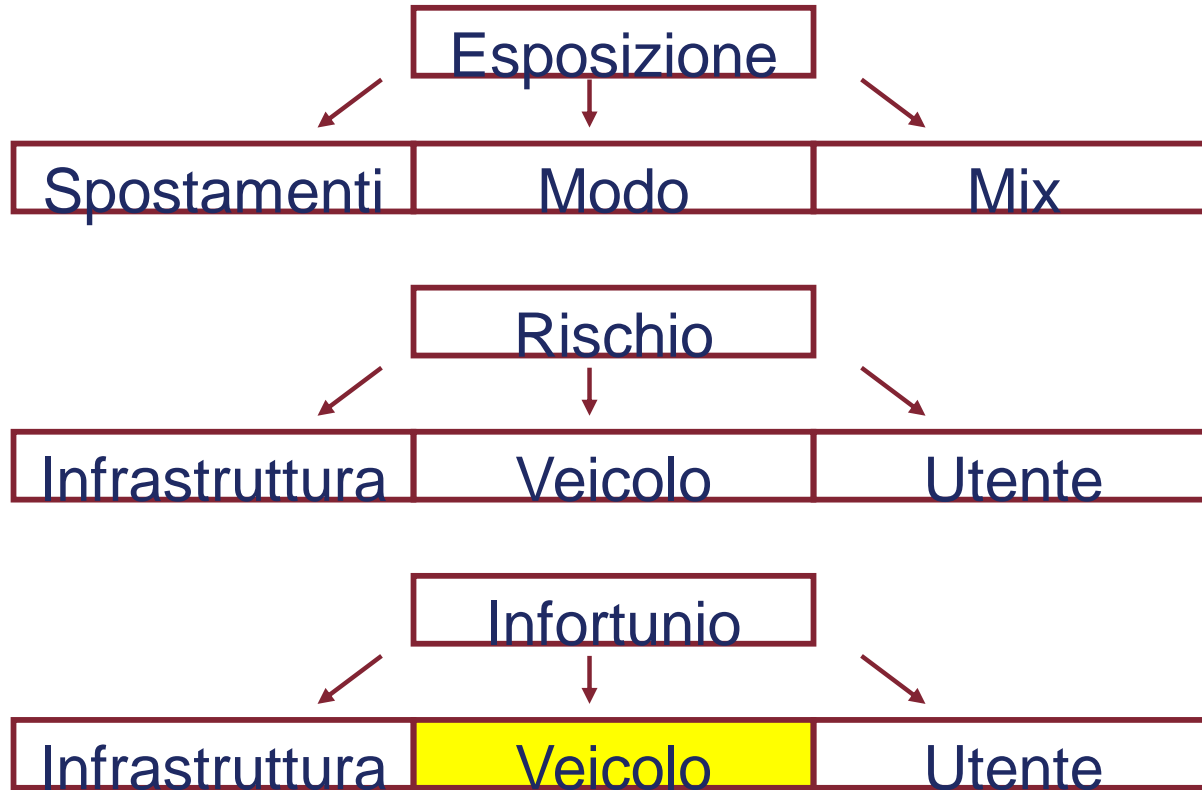 Esposizione
Spostamenti Modo Mix
Rischio
Infrastruttura Veicolo Utente
Infortunio
Infrastruttura Veicolo Utente